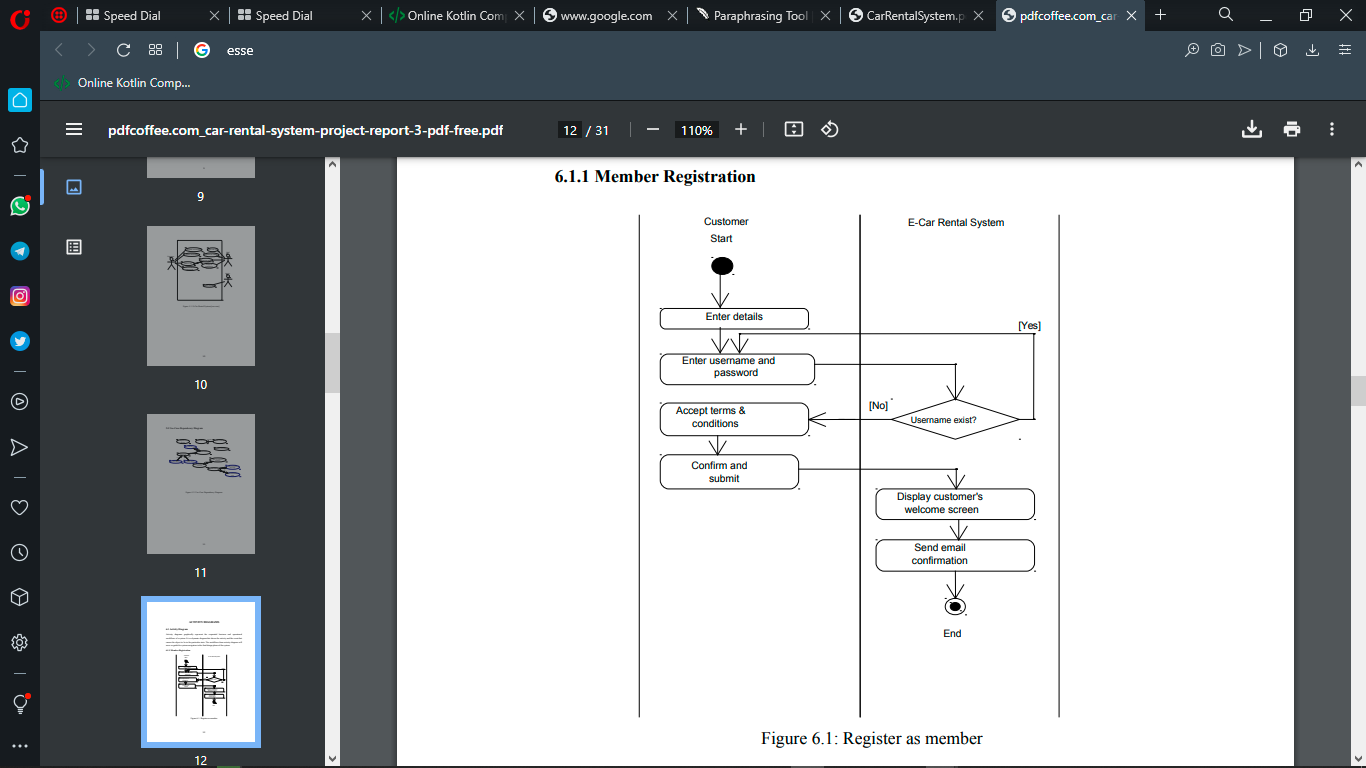 Speed Dial
Speed Dial
Online Kotlin Com
www.google.com
Paraphrasing Tool
CarRentalSystem.p
pdfcoffee.com_car
esse
Online Kotlin Comp...
pdfcoffee.com_car-rental-system-project-report-3-pdf-free.pdf
12 / 31
110%
9
10
11
12
6.1.1 Member Registration
Customer
E-Car Rental System
Start
Enter details
[Yes]
Enter username and
password
[No]
Accept terms &
conditions
Username exist?
Confirm and
submit
Display customer's
welcome screen
Send email
confirmation
End
Figure 6.1: Register as member